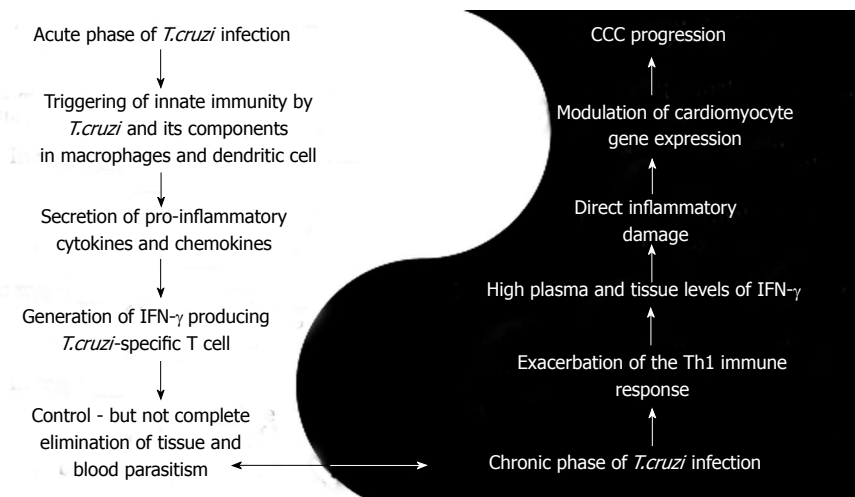 Acute phase of T.cruzi infection
Triggering of innate immunity by
T.cruzi and its components
in macrophages and dendritic cell
Secretion of pro-inflammatory
cytokines and chemokines
Generation of IFN-γ producing
T.cruzi-specific T cell
Control - but not complete
elimination of tissue and
blood parasitism
CCC progression
Modulation of cardiomyocyte
gene expression
Direct inflammatory
damage
High plasma and tissue levels of IFN-γ
Exacerbation of the Th1 immune
response
Chronic phase of T.cruzi infection